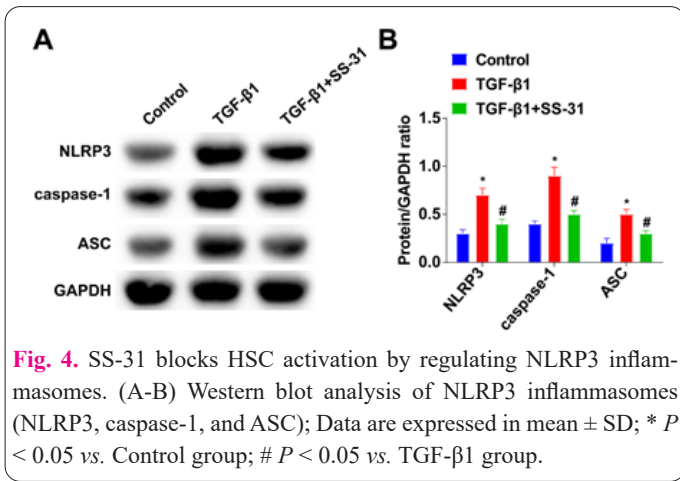 A
Control
TGF-β1
TGF-β1+SS-31
NLRP3
caspase-1
ASC
GAPDH
B
Control
TGF-β1
TGF-β1+SS-31
Protein/GAPDH ratio
1.5
1.0
0.5
0.0
* # * # * #
NLRP3
caspase-1
ASC
Fig. 4. SS-31 blocks HSC activation by regulating NLRP3 inflam-
masomes. (A-B) Western blot analysis of NLRP3 inflammasomes
(NLRP3, caspase-1, and ASC); Data are expressed in mean ± SD; * P
< 0.05 vs. Control group; # P < 0.05 vs. TGF-β1 group.